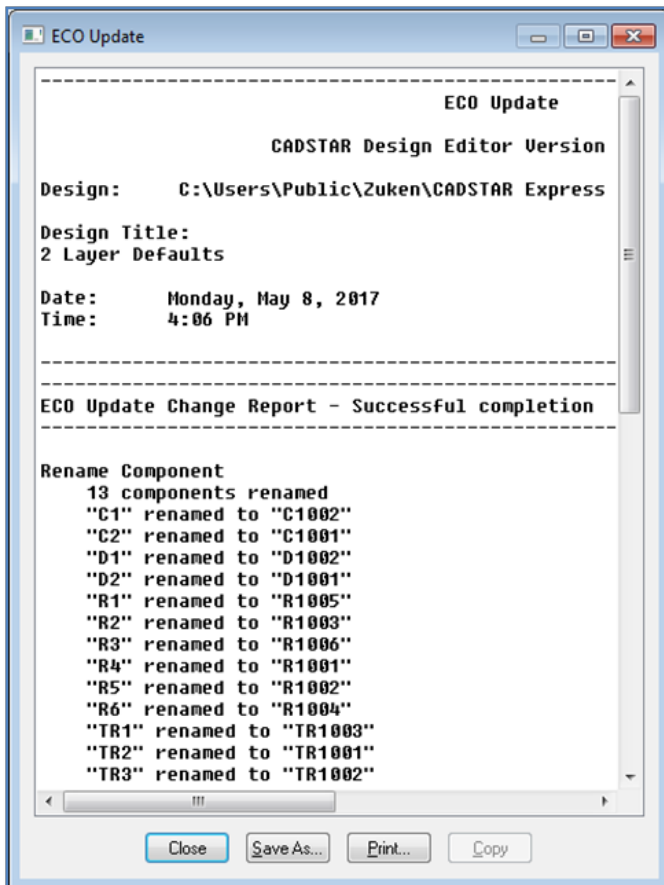 ECO Update
--------------------------------------------------
ECO Update
CADSTAR Design Editor Version
Design: C:\Users\Public\Zuken\CADSTAR Express
Design Title:
2 Layer Defaults
Date: Monday, May 8, 2017
Time: 4:06 PM
--------------------------------------------------
--------------------------------------------------
ECO Update Change Report - Successful completion
--------------------------------------------------
Rename Component
13 components renamed
"C1" renamed to "C1002"
"C2" renamed to "C1001"
"D1" renamed to "D1002"
"D2" renamed to "D1001"
"R1" renamed to "R1005"
"R2" renamed to "R1003"
"R3" renamed to "R1006"
"R4" renamed to "R1001"
"R5" renamed to "R1002"
"R6" renamed to "R1004"
"TR1" renamed to "TR1003"
"TR2" renamed to "TR1001"
"TR3" renamed to "TR1002"
Close Save As... Print... Copy